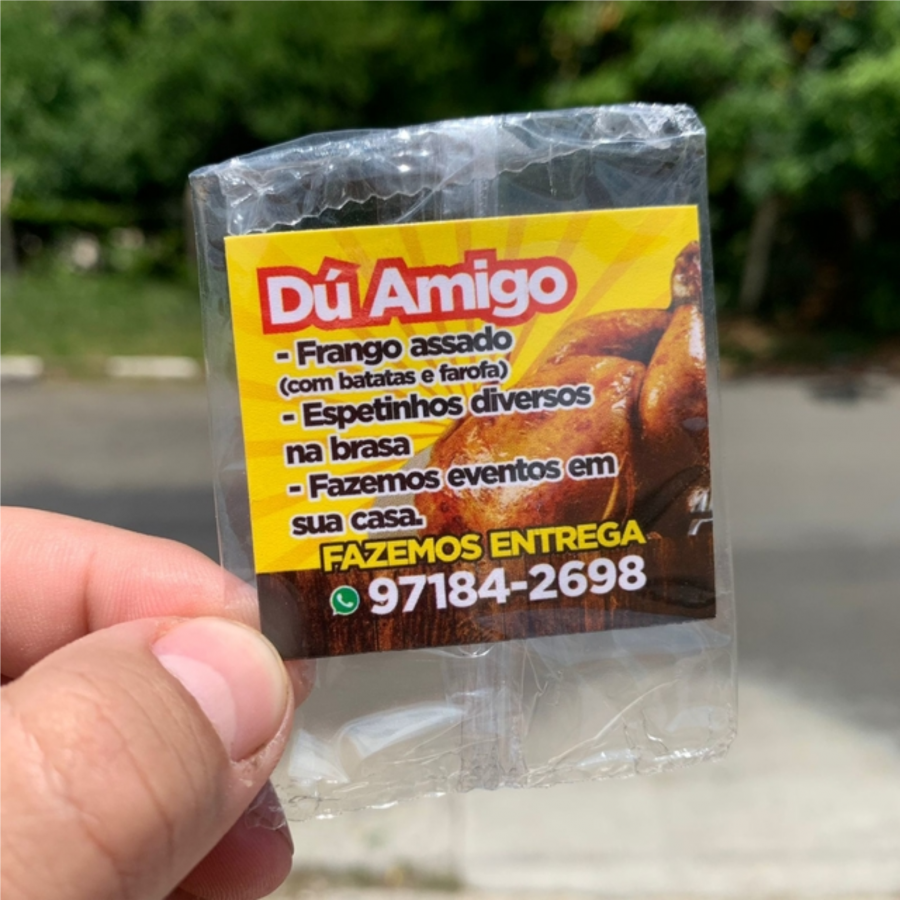 Dú Amigo
- Frango assado
(com batatas e farofa)
- Espetinhos diversos
na brasa
- Fazemos eventos em
sua casa.
FAZEMOS ENTREGA
97184-2698